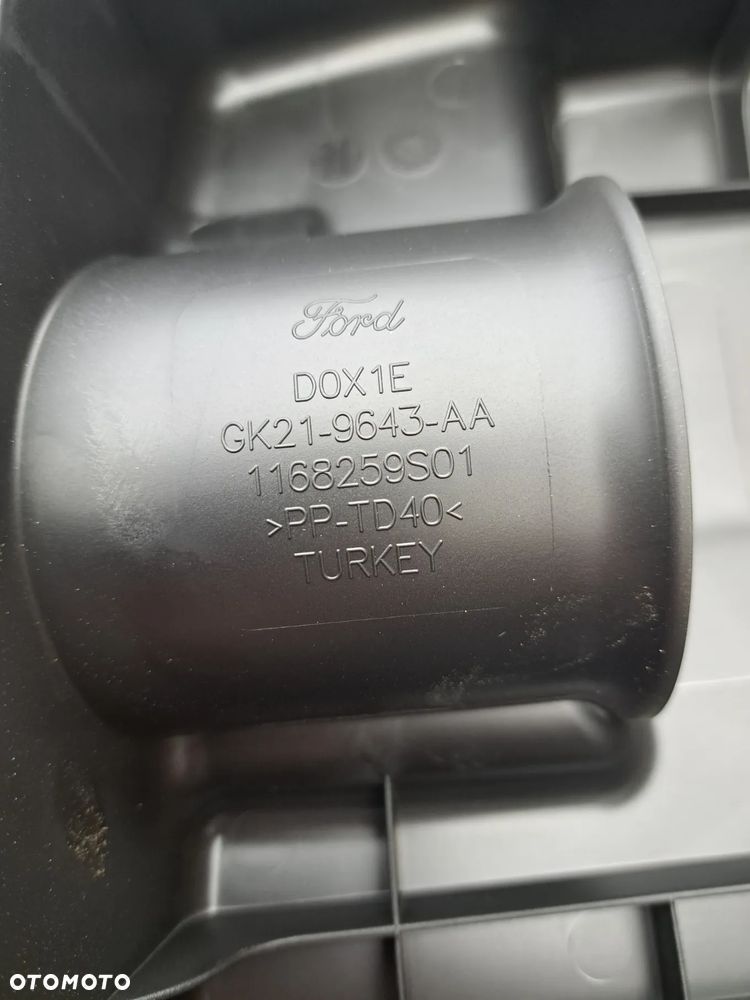 Ford
D0X1E
GK21-9643-AA
1168259S01
>PP-TD40<
TURKEY
OTOMOTO